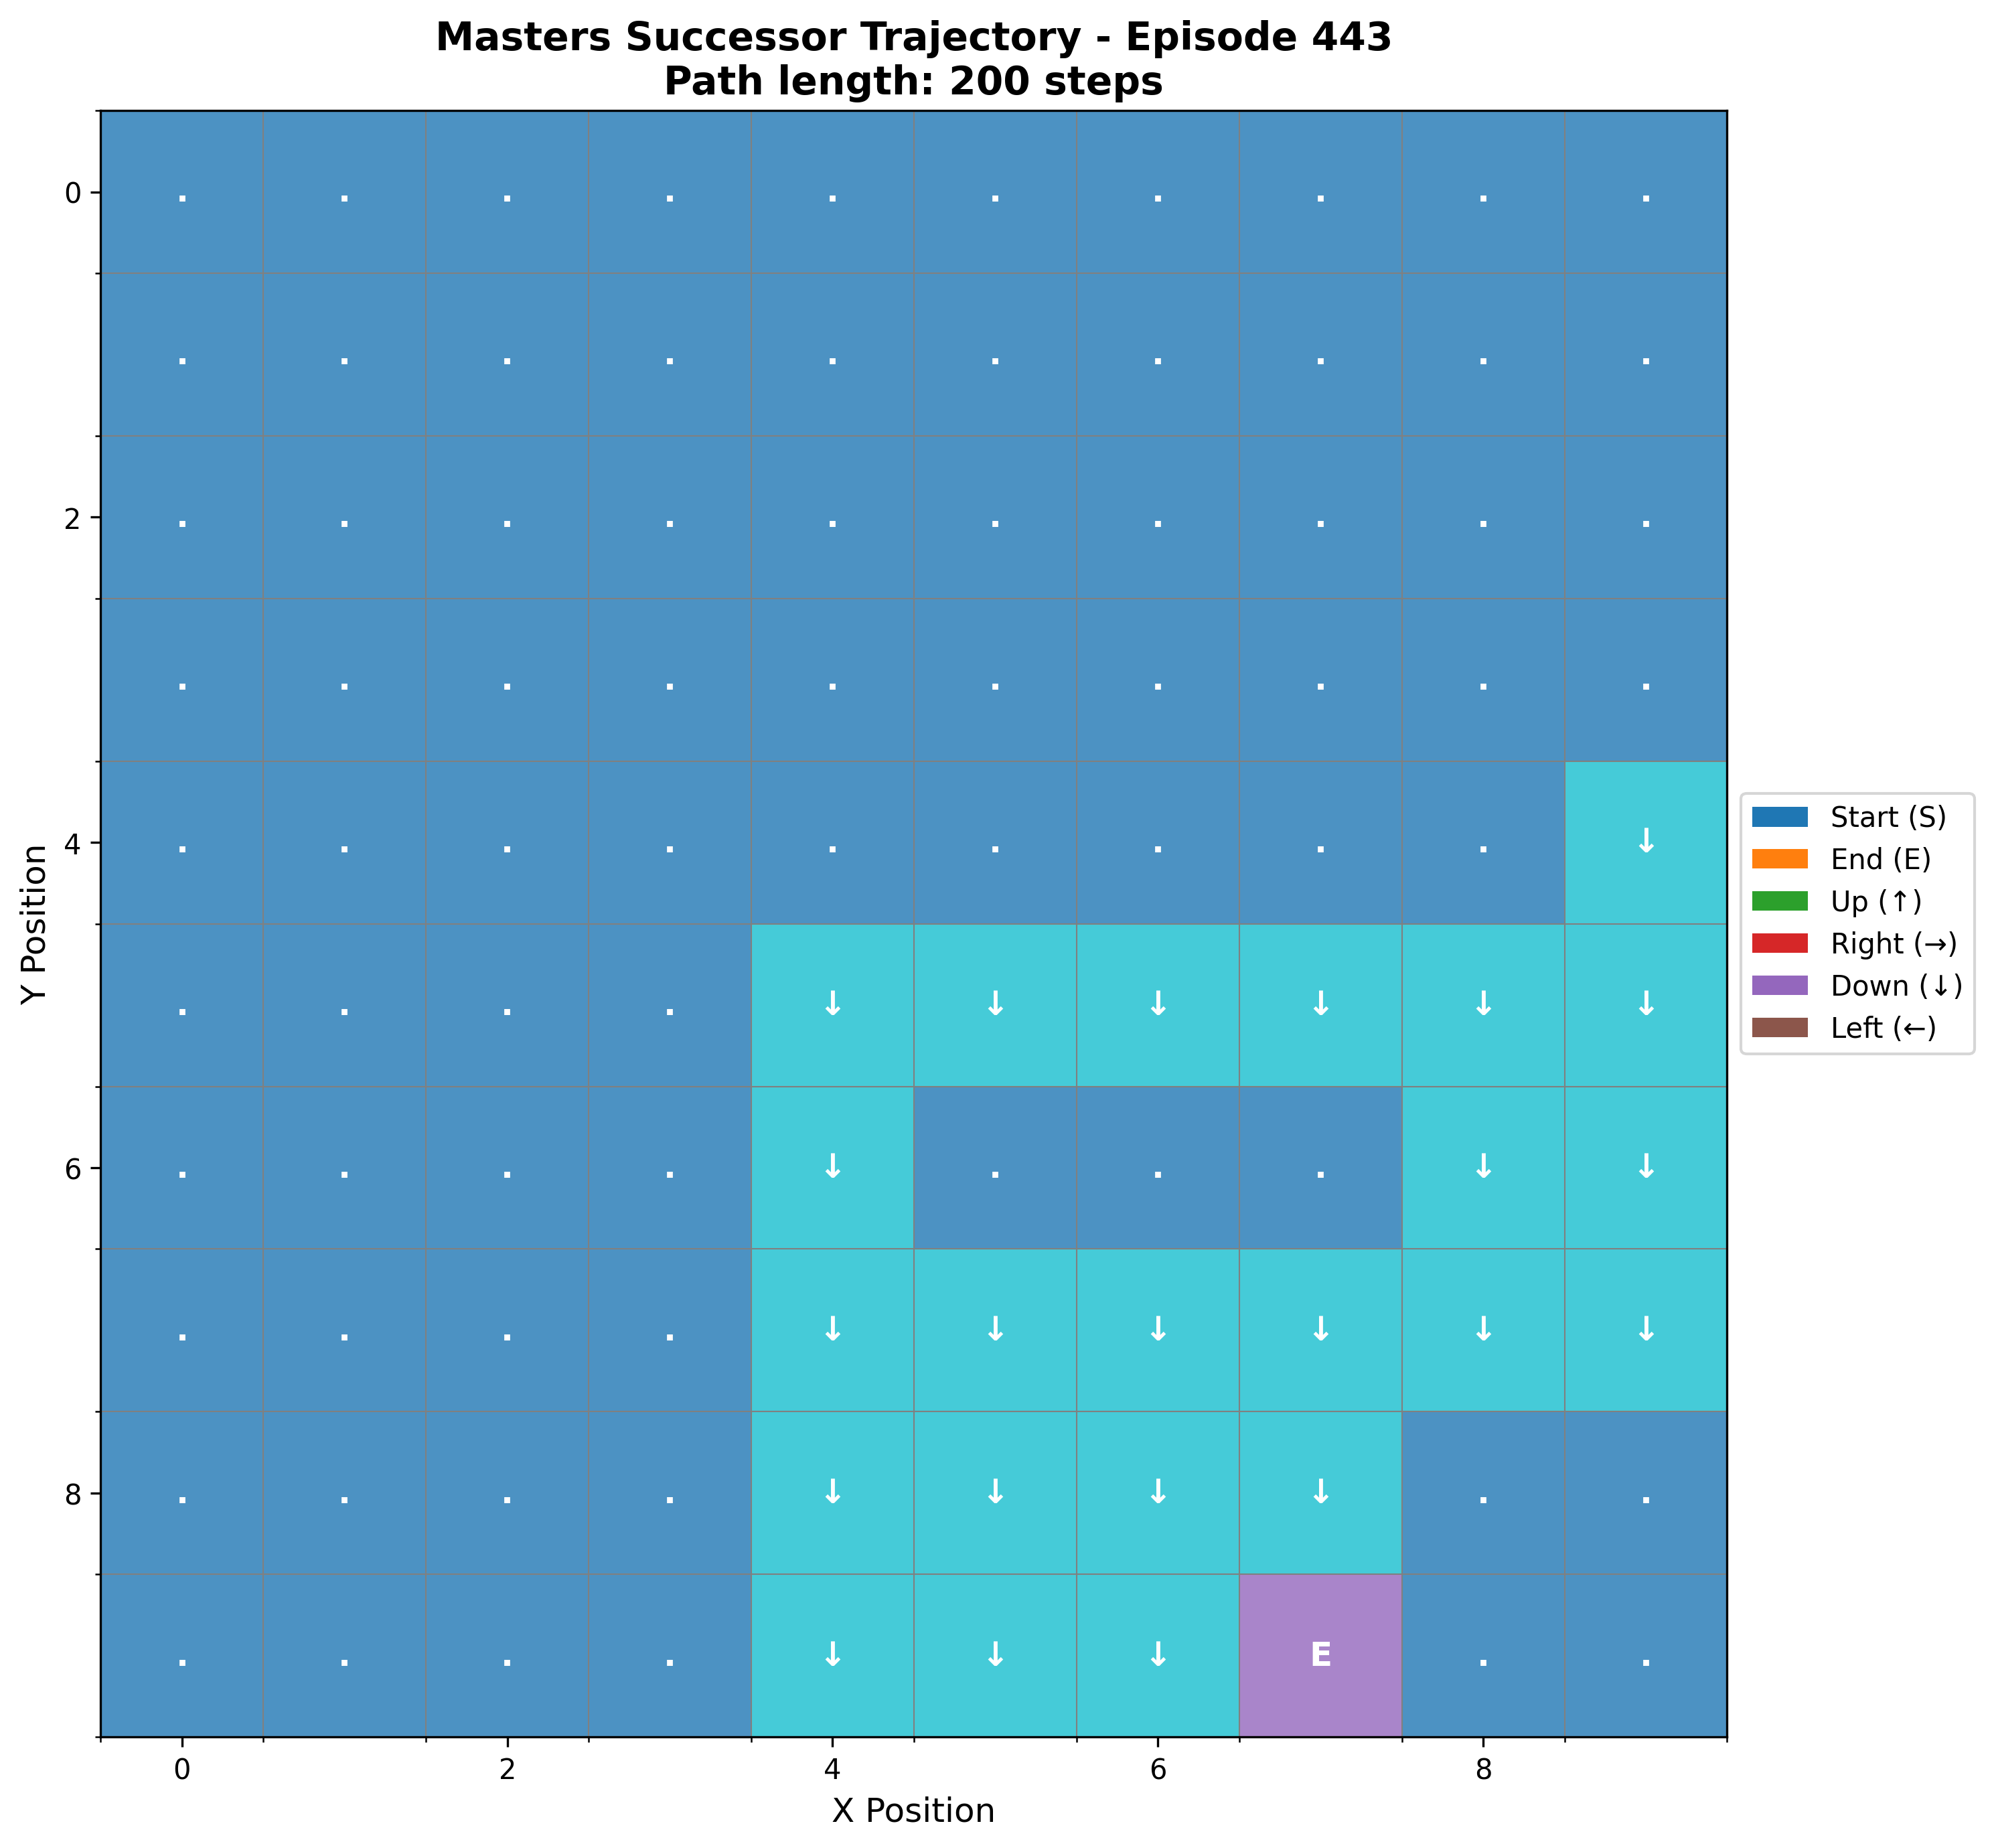 Masters Successor Trajectory - Episode 443
Path length: 200 steps
0 . . . . . . . . . .
. . . . . . . . . .
2 . . . . . . . . . .
. . . . . . . . . .
4 . . . . . . . . . ↓
. . . . ↓ ↓ ↓ ↓ ↓ ↓
6 . . . . ↓ . . . ↓ ↓
. . . . ↓ ↓ ↓ ↓ ↓ ↓
8 . . . . ↓ ↓ ↓ ↓ . .
. . . . ↓ ↓ ↓ E . .
0 2 4 6 8
X Position
Y Position
Start (S)
End (E)
Up (↑)
Right (→)
Down (↓)
Left (←)